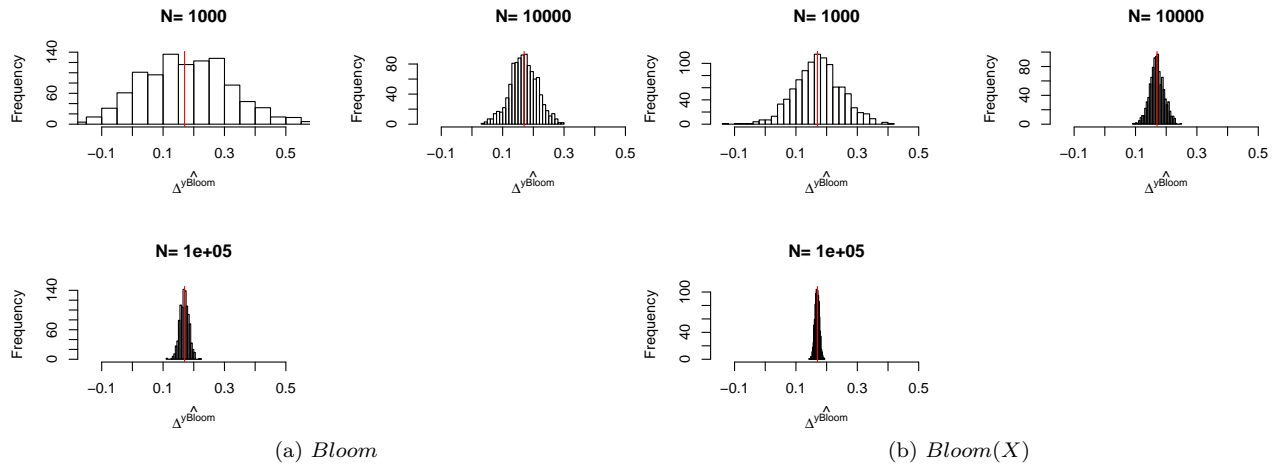 N= 1000
Frequency
0
60
140
−0.1
0.1
0.3
0.5
Δ̂^yBloom
N= 10000
Frequency
0
40
80
−0.1
0.1
0.3
0.5
Δ̂^yBloom
N= 1e+05
Frequency
0
60
140
−0.1
0.1
0.3
0.5
Δ̂^yBloom
(a) Bloom
N= 1000
Frequency
0
40
100
−0.1
0.1
0.3
0.5
Δ̂^yBloom
N= 10000
Frequency
0
40
80
−0.1
0.1
0.3
0.5
Δ̂^yBloom
N= 1e+05
Frequency
0
40
100
−0.1
0.1
0.3
0.5
Δ̂^yBloom
(b) Bloom(X)